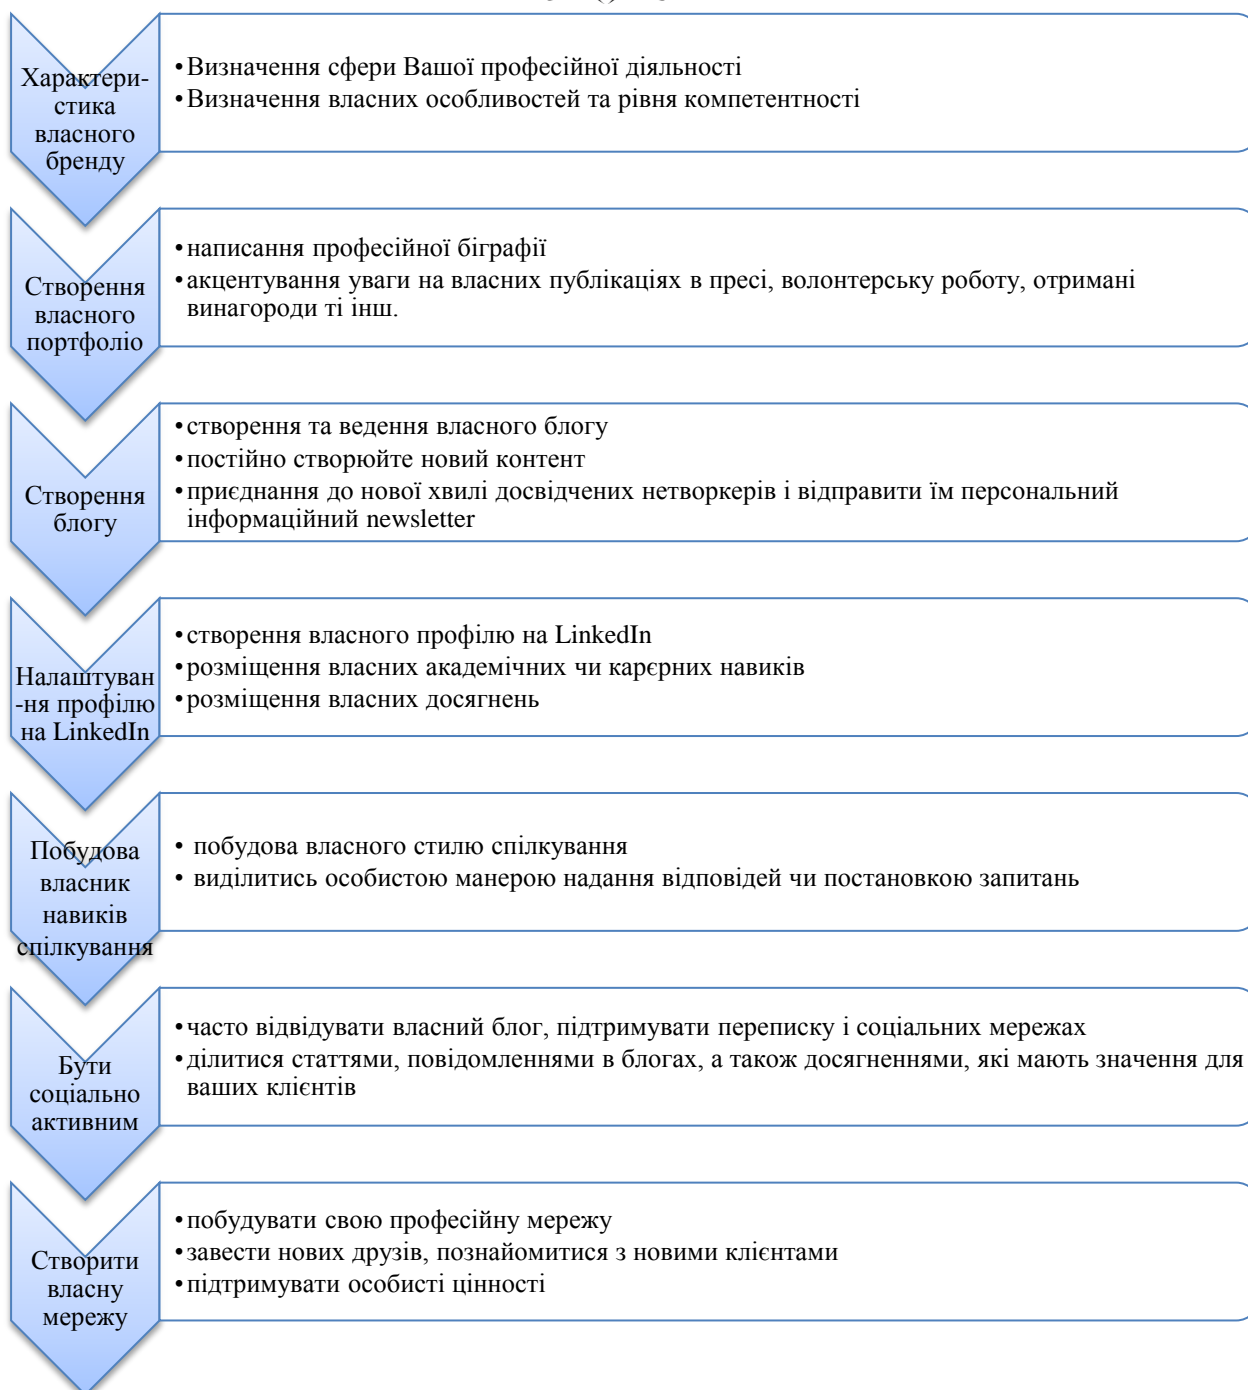 Характери-
стика
власного
бренду
•Визначення сфери Вашої професійної діяльності
•Визначення власних особливостей та рівня компетентності
Створення
власного
портфоліо
•написання професійної біографії
•акцентування уваги на власних публікаціях в пресі, волонтерську роботу, отримані
винагороди ті інш.
Створення
блогу
•створення та ведення власного блогу
•постійно створюйте новий контент
•приєднання до нової хвилі досвідчених нетворкерів і відправити їм персональний
інформаційний newsletter
Налаштуван
-ня профілю
на LinkedIn
•створення власного профілю на LinkedIn
•розміщення власних академічних чи карєрних навиків
•розміщення власних досягнень
Побудова
власник
навиків
спілкування
• побудова власного стилю спілкування
• виділитись особистою манерою надання відповідей чи постановкою запитань
Бути
соціально
активним
•часто відвідувати власний блог, підтримувати переписку і соціальних мережах
•ділитися статтями, повідомленнями в блогах, а також досягненнями, які мають значення для
ваших клієнтів
Створити
власну
мережу
•побудувати свою професійну мережу
•завести нових друзів, познайомитися з новими клієнтами
•підтримувати особисті цінності